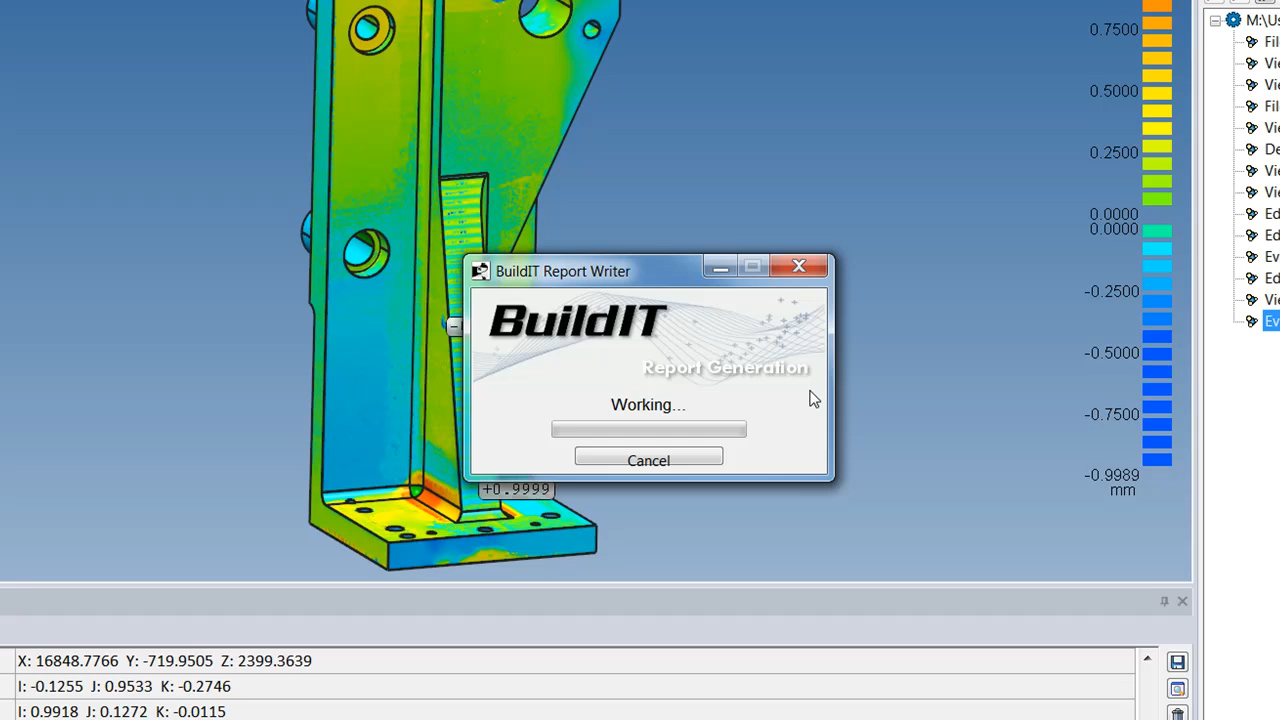 M:\Us
0.7500
Fil
Vie
0.5000
Vie
Fil
0.2500
Vie
De
Vie
Vie
0.0000
Ed
0.0000
Ed
Ev
BuildIT Report Writer
Ed
-0.2500
Vie
BuildIT
Ev
-0.5000
Report Generation
Working...
-0.7500
Cancel
-0.9989
+0.9999
mm
X: 16848.7766 Y: -719.9505 Z: 2399.3639
I: -0.1255 J: 0.9533 K: -0.2746
I: 0.9918 J: 0.1272 K: -0.0115